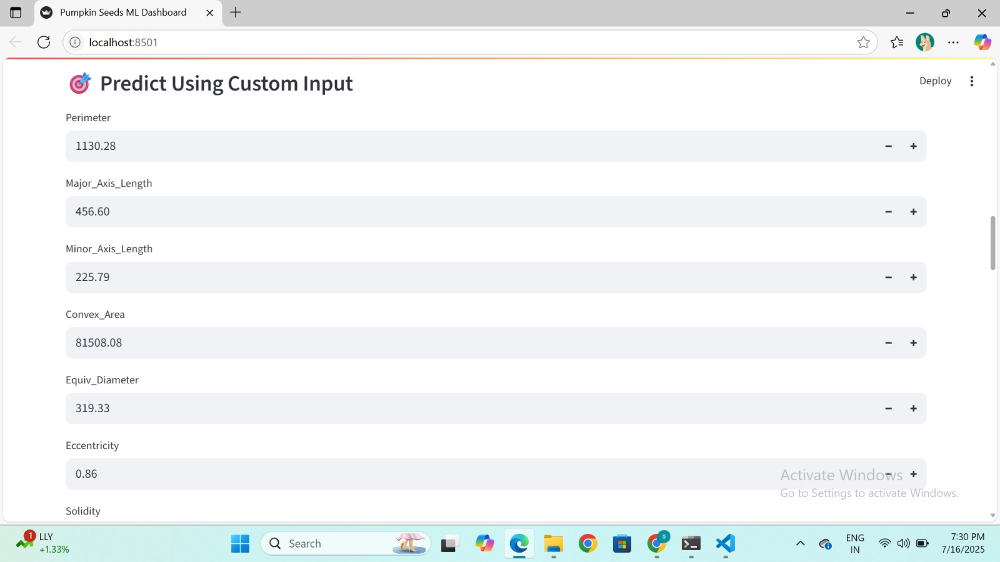 Pumpkin Seeds ML Dashboard
localhost:8501
Predict Using Custom Input
Deploy
Perimeter
1130.28
Major_Axis_Length
456.60
Minor_Axis_Length
225.79
Convex_Area
81508.08
Equiv_Diameter
319.33
Eccentricity
0.86
Activate Windows
Go to Settings to activate Windows.
Solidity
1
LLY
+1.33%
Search
s
ENG
IN
7:30 PM
7/16/2025